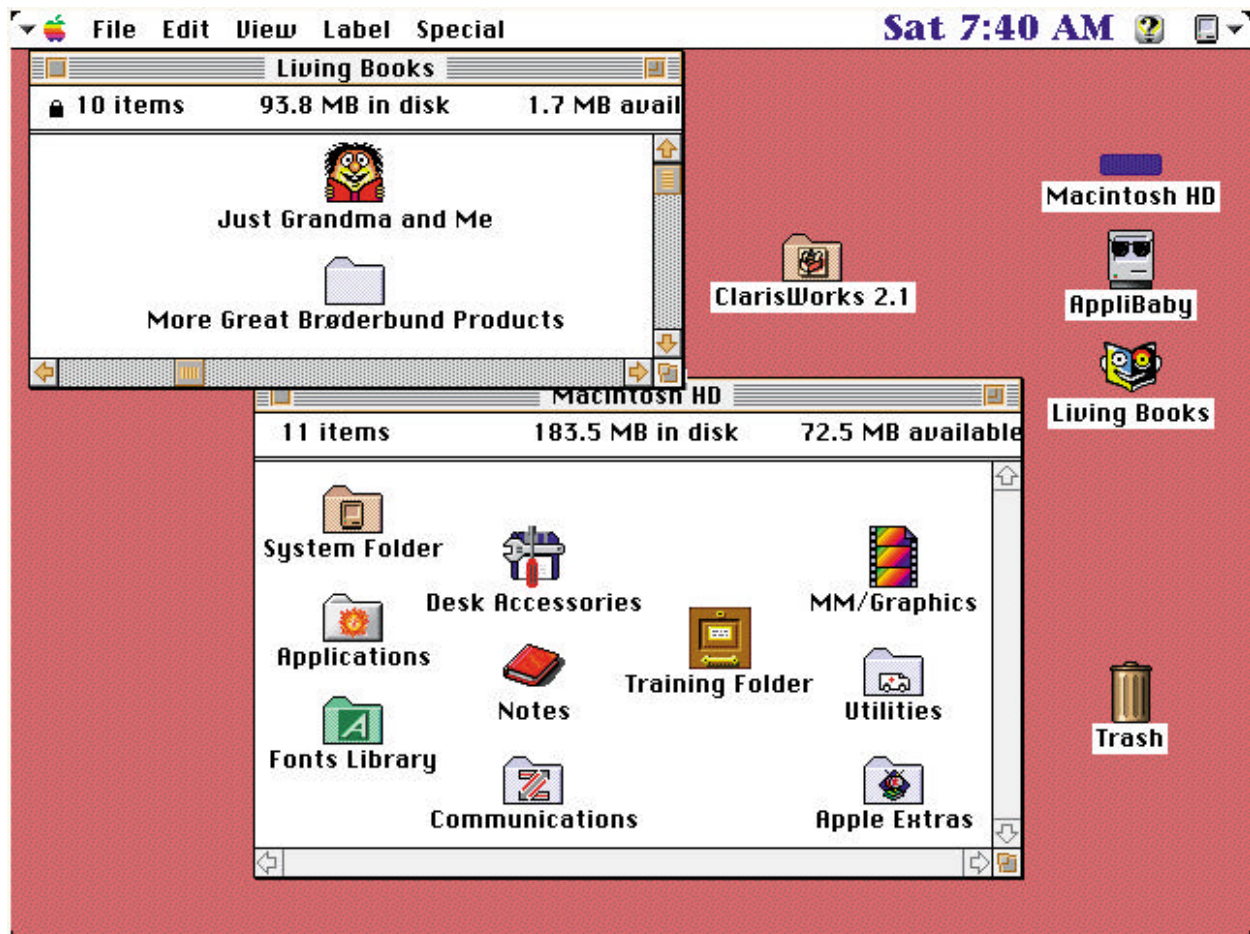 File Edit View Label Special Sat 7:40 AM
Living Books
10 items 93.8 MB in disk 1.7 MB avail
Just Grandma and Me
More Great Brøderbund Products
Macintosh HD
AppliBaby
Living Books
ClarisWorks 2.1
Macintosh HD
11 items 183.5 MB in disk 72.5 MB available
System Folder
Desk Accessories
MM/Graphics
Applications
Training Folder
Notes
Utilities
Fonts Library
Communications
Apple Extras
Trash